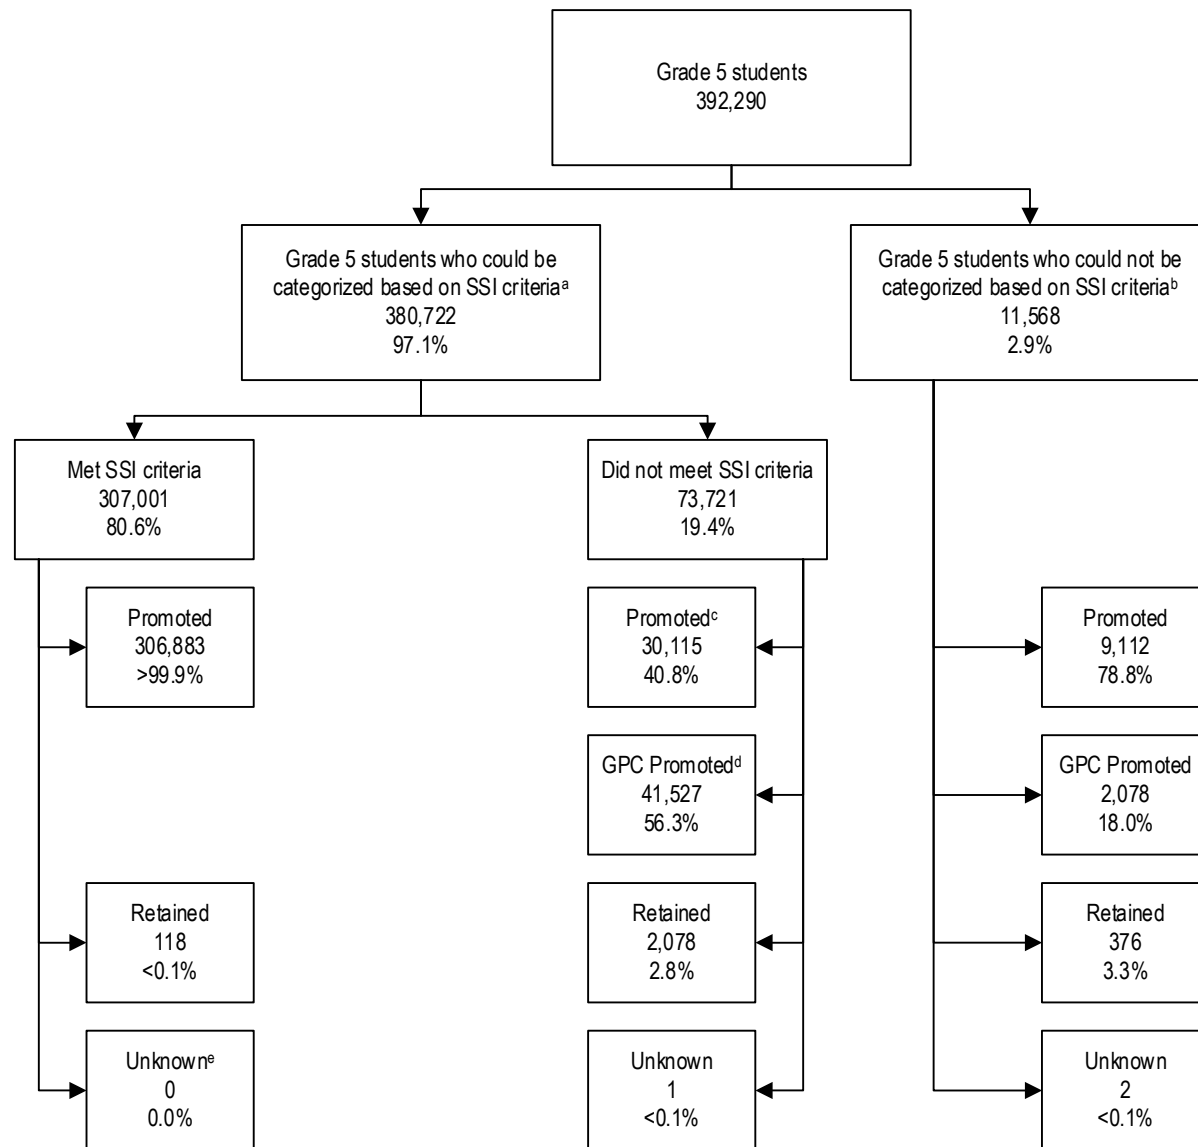 Grade 5 students
392,290
Grade 5 students who could be
categorized based on SSI criteriaᵃ
380,722
97.1%
Grade 5 students who could not be
categorized based on SSI criteriaᵇ
11,568
2.9%
Met SSI criteria
307,001
80.6%
Did not meet SSI criteria
73,721
19.4%
Promoted
306,883
>99.9%
Promotedᶜ
30,115
40.8%
Promoted
9,112
78.8%
GPC Promotedᵈ
41,527
56.3%
GPC Promoted
2,078
18.0%
Retained
118
<0.1%
Retained
2,078
2.8%
Retained
376
3.3%
Unknownᵉ
0
0.0%
Unknown
1
<0.1%
Unknown
2
<0.1%